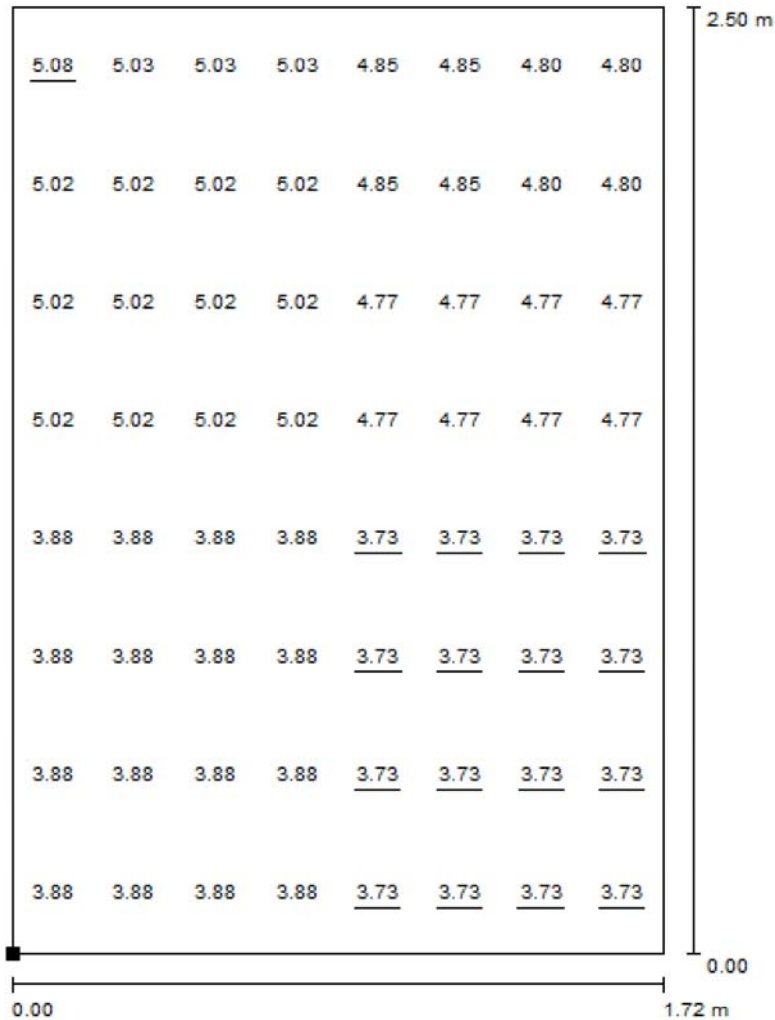 2.50 m
5.08 5.03 5.03 5.03 4.85 4.85 4.80 4.80
5.02 5.02 5.02 5.02 4.85 4.85 4.80 4.80
5.02 5.02 5.02 5.02 4.77 4.77 4.77 4.77
5.02 5.02 5.02 5.02 4.77 4.77 4.77 4.77
3.88 3.88 3.88 3.88 3.73 3.73 3.73 3.73
3.88 3.88 3.88 3.88 3.73 3.73 3.73 3.73
3.88 3.88 3.88 3.88 3.73 3.73 3.73 3.73
3.88 3.88 3.88 3.88 3.73 3.73 3.73 3.73
0.00
0.00 1.72 m